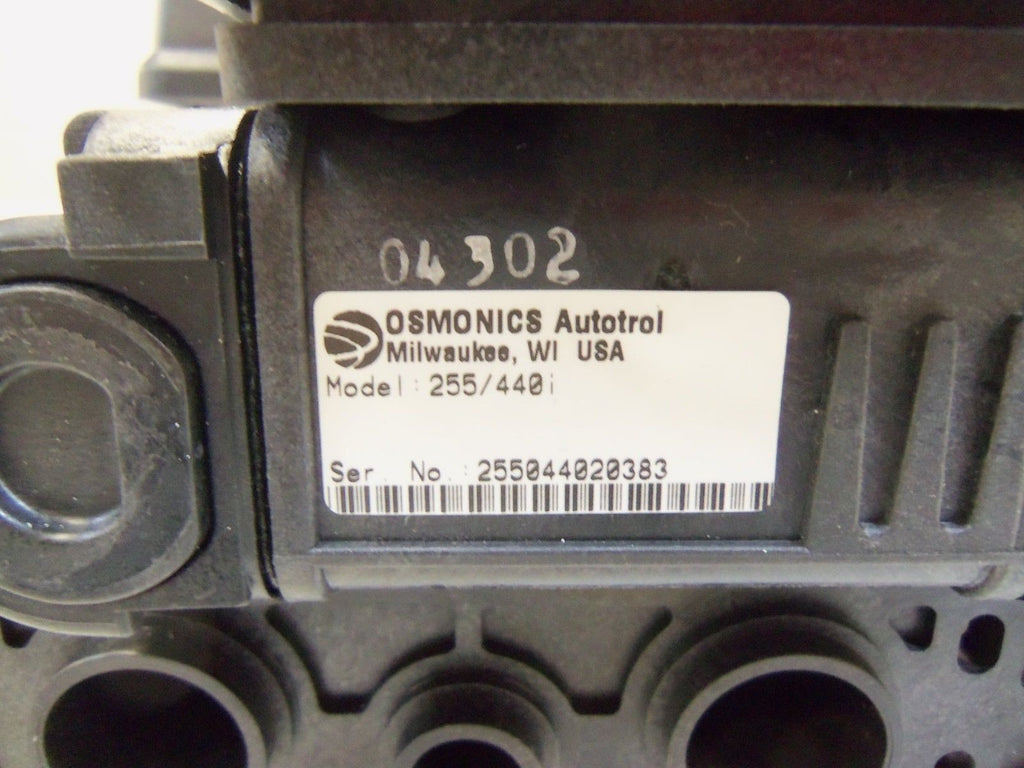 04302
OSMONICS Autotrol
Milwaukee, WI USA
Model: 255/440i
Ser. No.: 255044020383